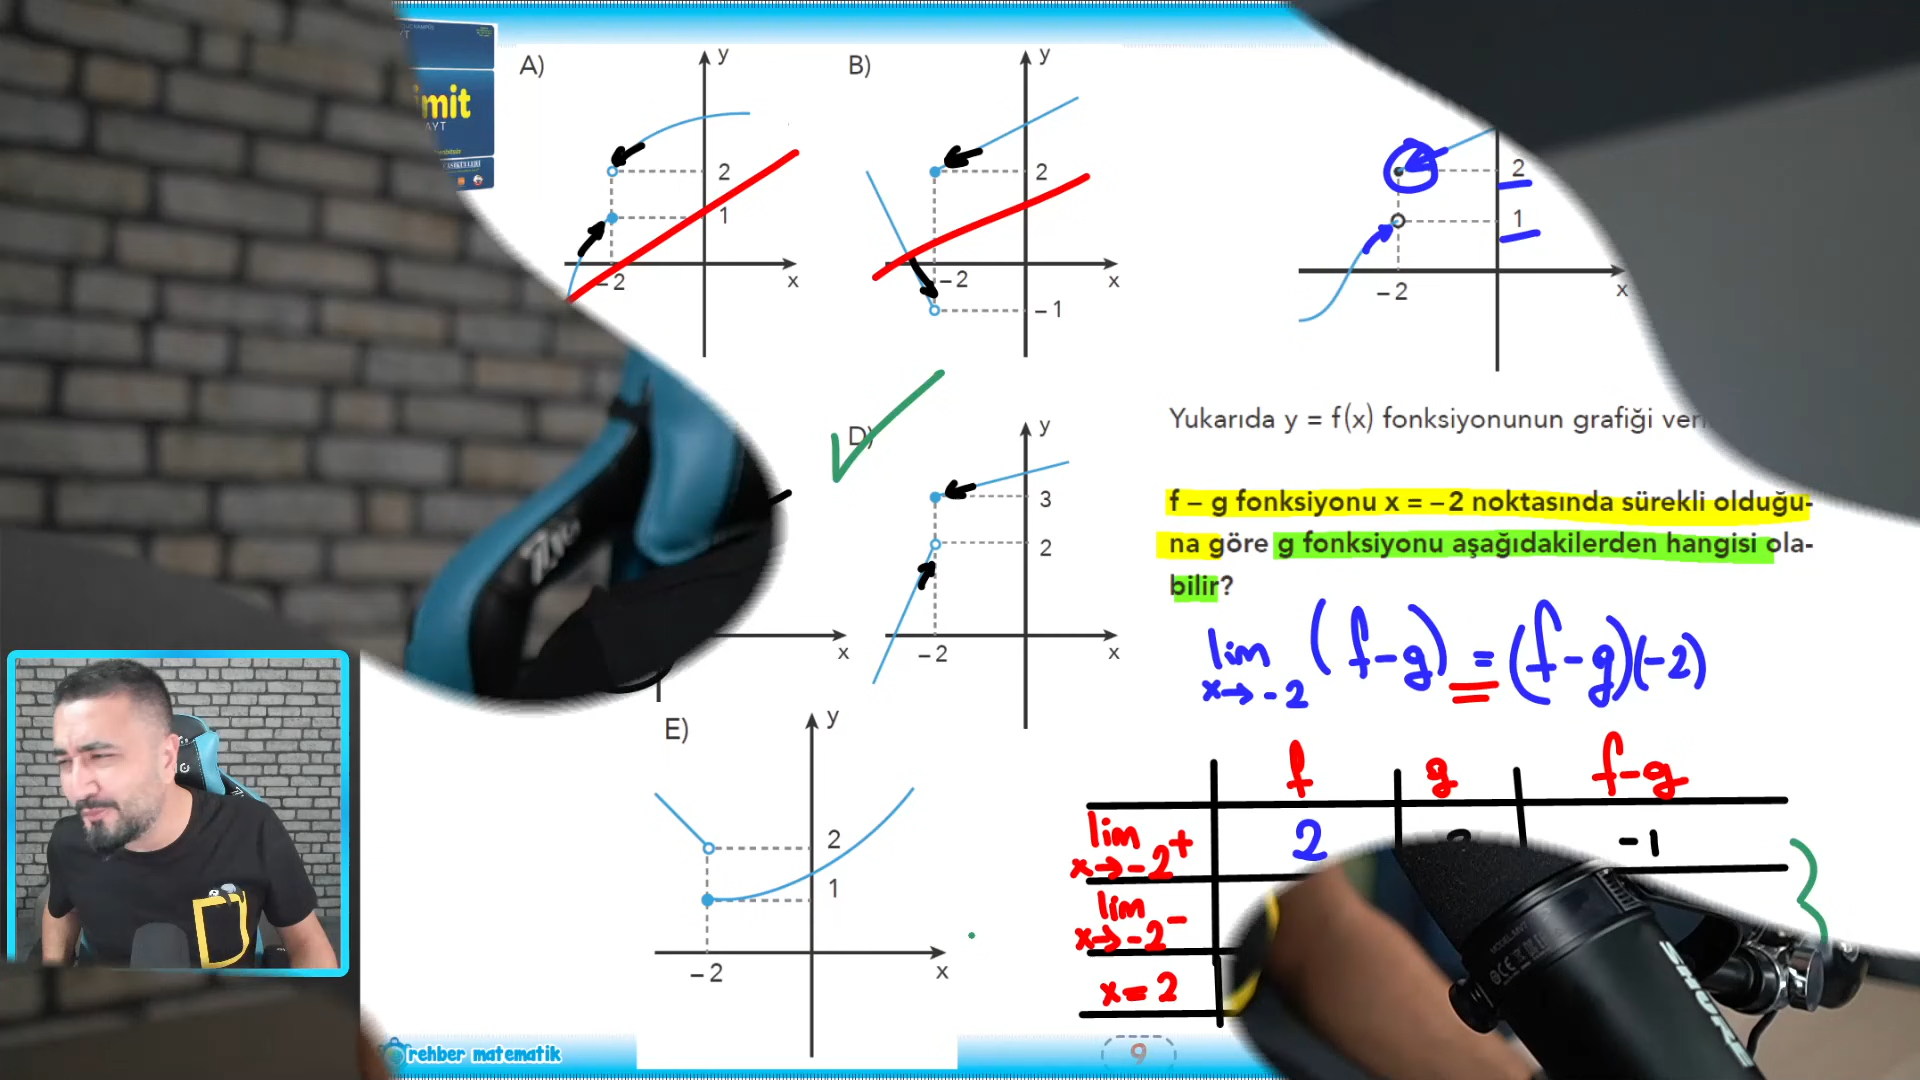 imit
AYT
A)
y
2
1
-2
x
B)
y
2
-2
x
-1
2
1
-2
x
D)
y
3
2
-2
x
x
Yukarıda y = f(x) fonksiyonunun grafiği
f – g fonksiyonu x = –2 noktasında sürekli olduğu-
na göre g fonksiyonu aşağıdakilerden hangisi ola-
bilir?
lim x→-2 (f-g) = (f-g)(-2)
E)
y
2
1
-2
x
f g f-g
lim x→-2⁺ 2 -1
lim x→-2⁻
x=2
rehber matematik
9
SHURE